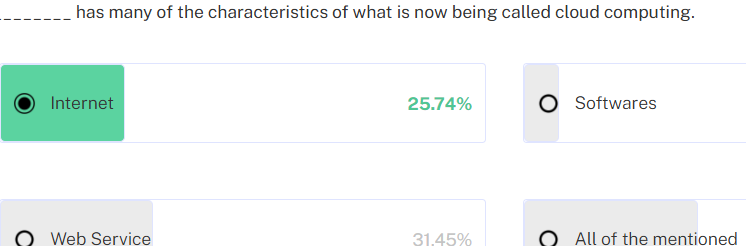 ________ has many of the characteristics of what is now being called cloud computing.
Internet 25.74%
Softwares
Web Service 31.45%
All of the mentioned